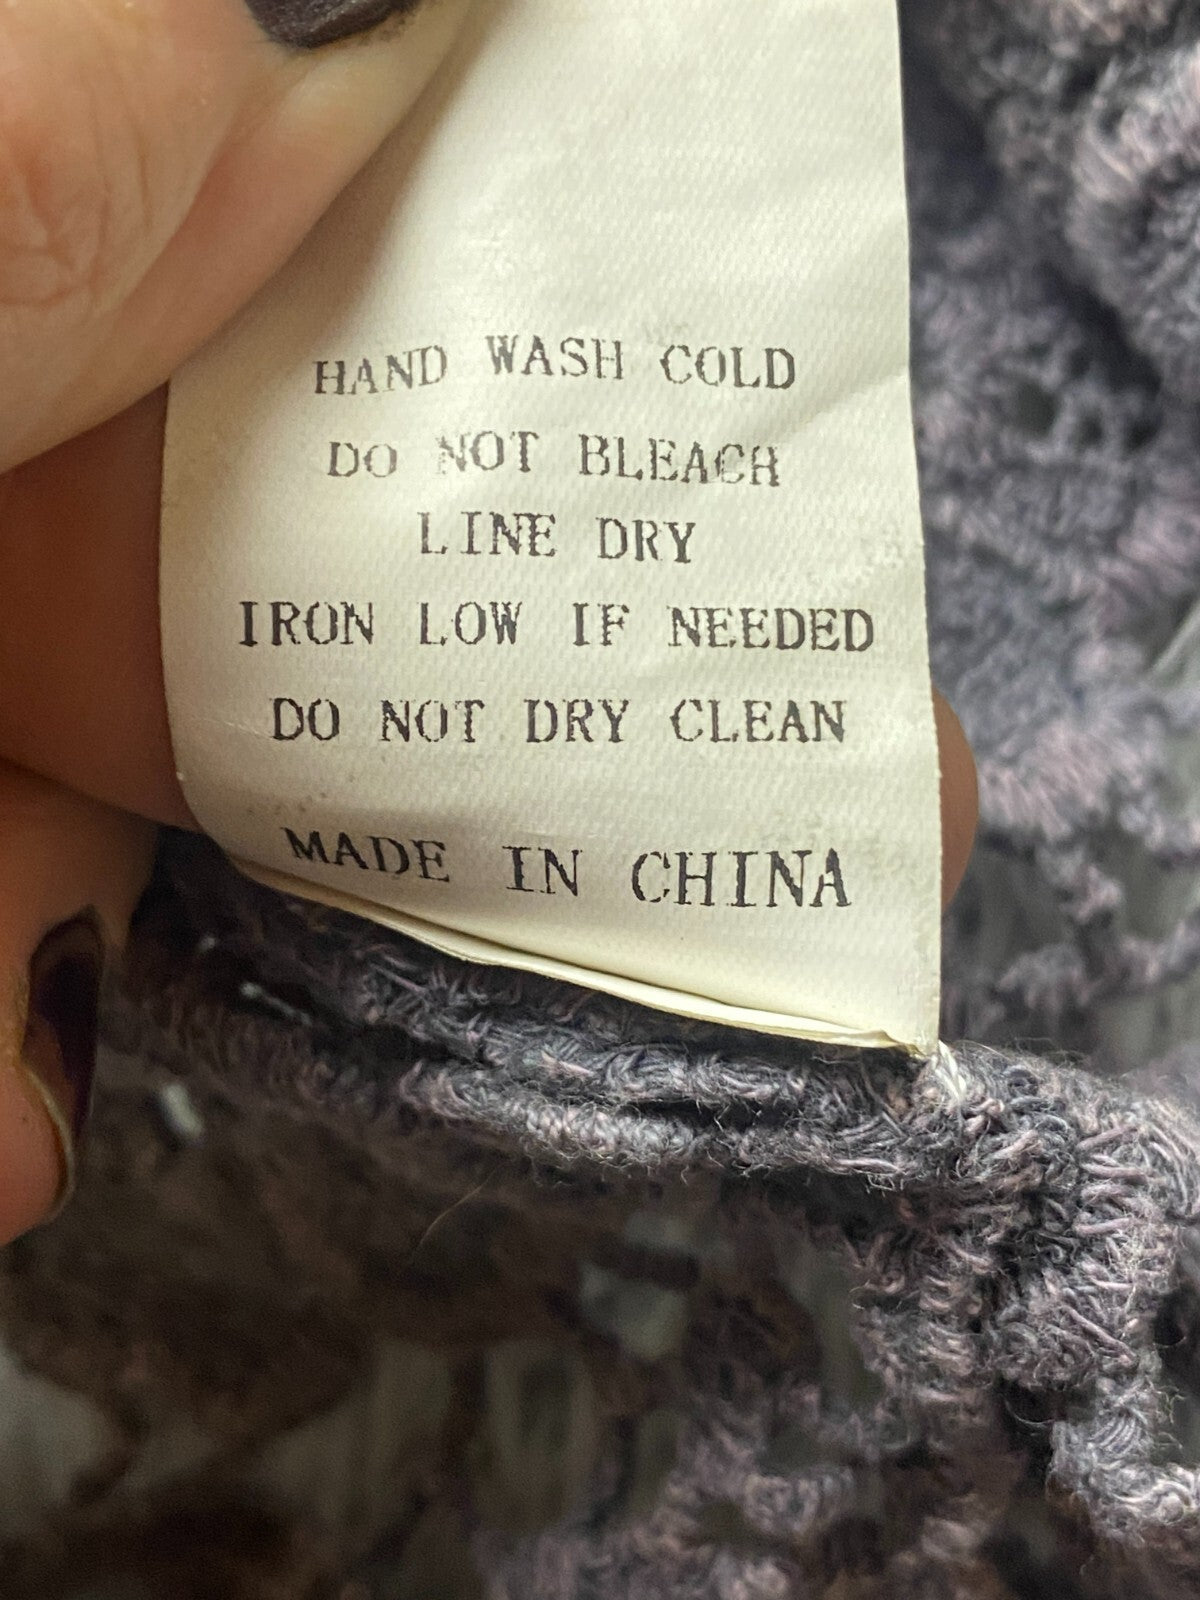 HAND WASH COLD
DO NOT BLEACH
LINE DRY
IRON LOW IF NEEDED
DO NOT DRY CLEAN
MADE IN CHINA